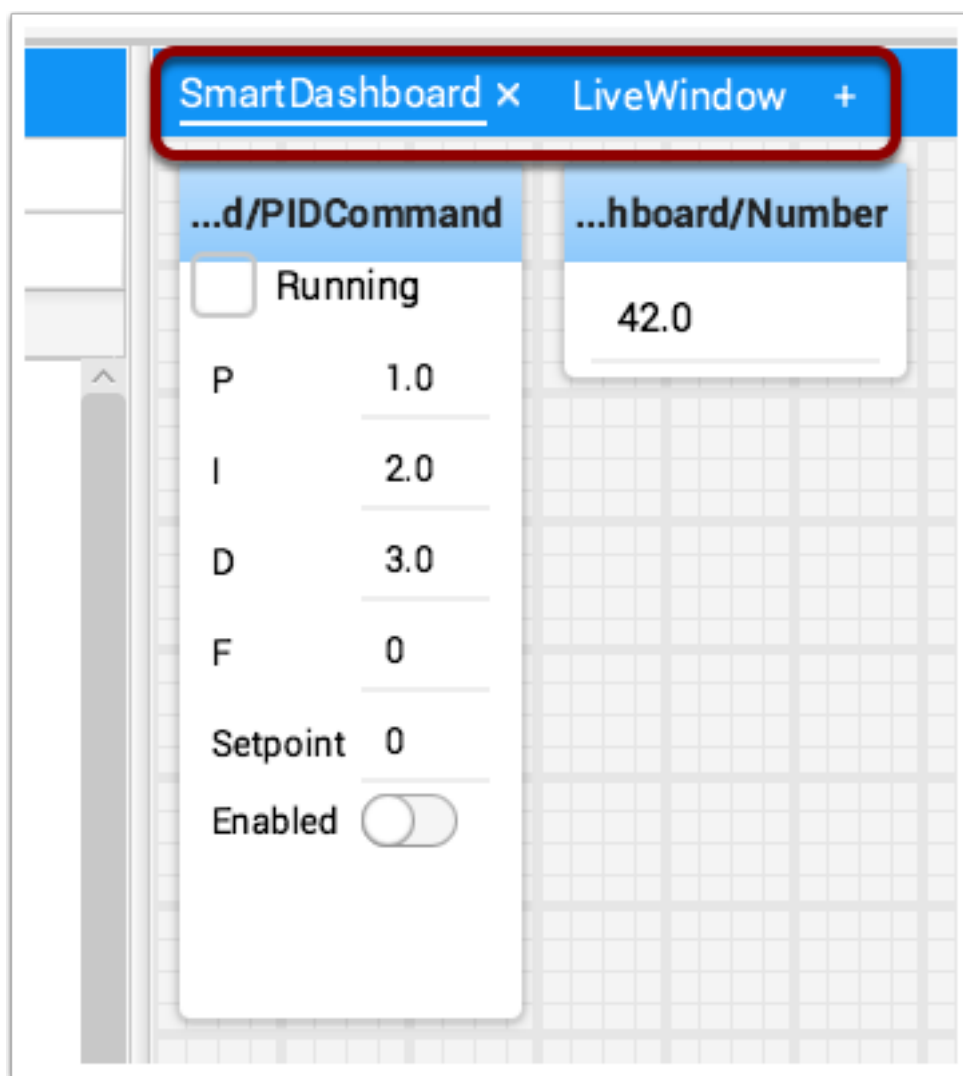 SmartDashboard × LiveWindow +
...d/PIDCommand ...hboard/Number
Running
42.0
P 1.0
I 2.0
D 3.0
F 0
Setpoint 0
Enabled